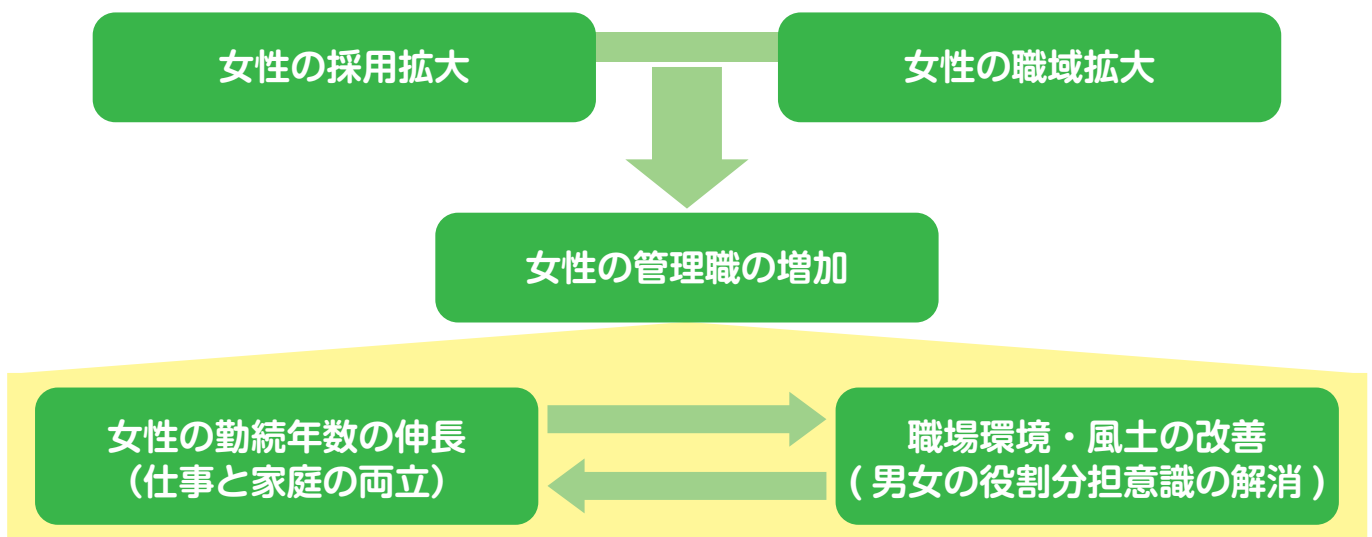 女性の採用拡大
女性の職域拡大
女性の管理職の増加
女性の勤続年数の伸長
（仕事と家庭の両立）
職場環境・風土の改善
( 男女の役割分担意識の解消 )